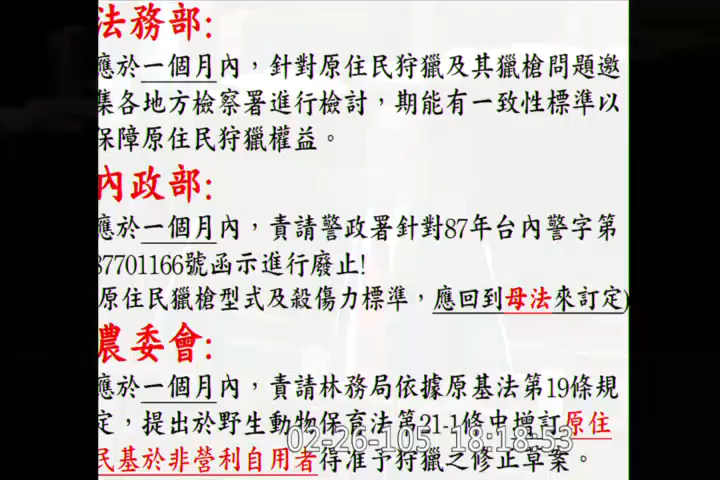 法務部:
應於一個月內，針對原住民狩獵及其獵槍問題邀
集各地方檢察署進行檢討，期能有一致性標準以
保障原住民狩獵權益。
內政部:
應於一個月內，責請警政署針對87年台內警字第
87701166號函示進行廢止!
(原住民獵槍型式及殺傷力標準，應回到母法來訂定)
農委會:
應於一個月內，責請林務局依據原基法第19條規
定，提出於野生動物保育法第21-1條中增訂原住
民基於非營利自用者得准予狩獵之修正草案。
02-26-105 18:18:53